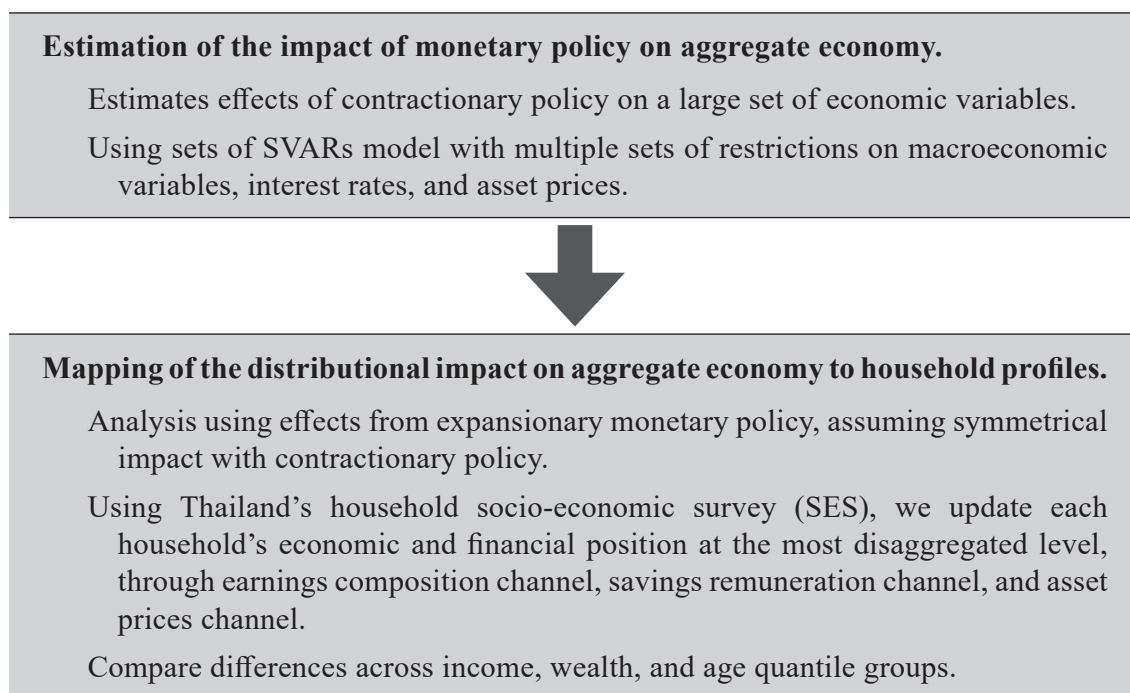 Estimation of the impact of monetary policy on aggregate economy.
Estimates effects of contractionary policy on a large set of economic variables.
Using sets of SVARs model with multiple sets of restrictions on macroeconomic
variables, interest rates, and asset prices.
Mapping of the distributional impact on aggregate economy to household profiles.
Analysis using effects from expansionary monetary policy, assuming symmetrical
impact with contractionary policy.
Using Thailand's household socio-economic survey (SES), we update each
household's economic and financial position at the most disaggregated level,
through earnings composition channel, savings remuneration channel, and asset
prices channel.
Compare differences across income, wealth, and age quantile groups.